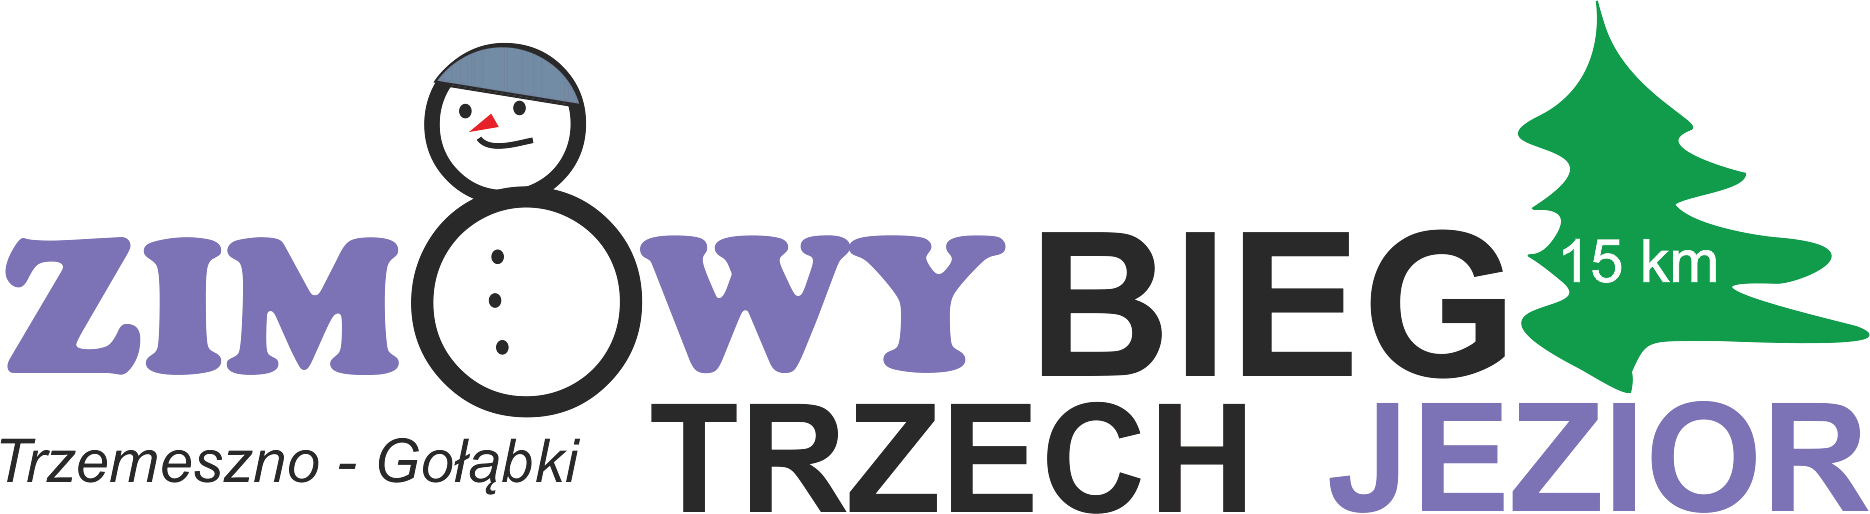 ZIMOWY BIEG
15 km
TRZECH JEZIOR
Trzemeszno - Gołąbki